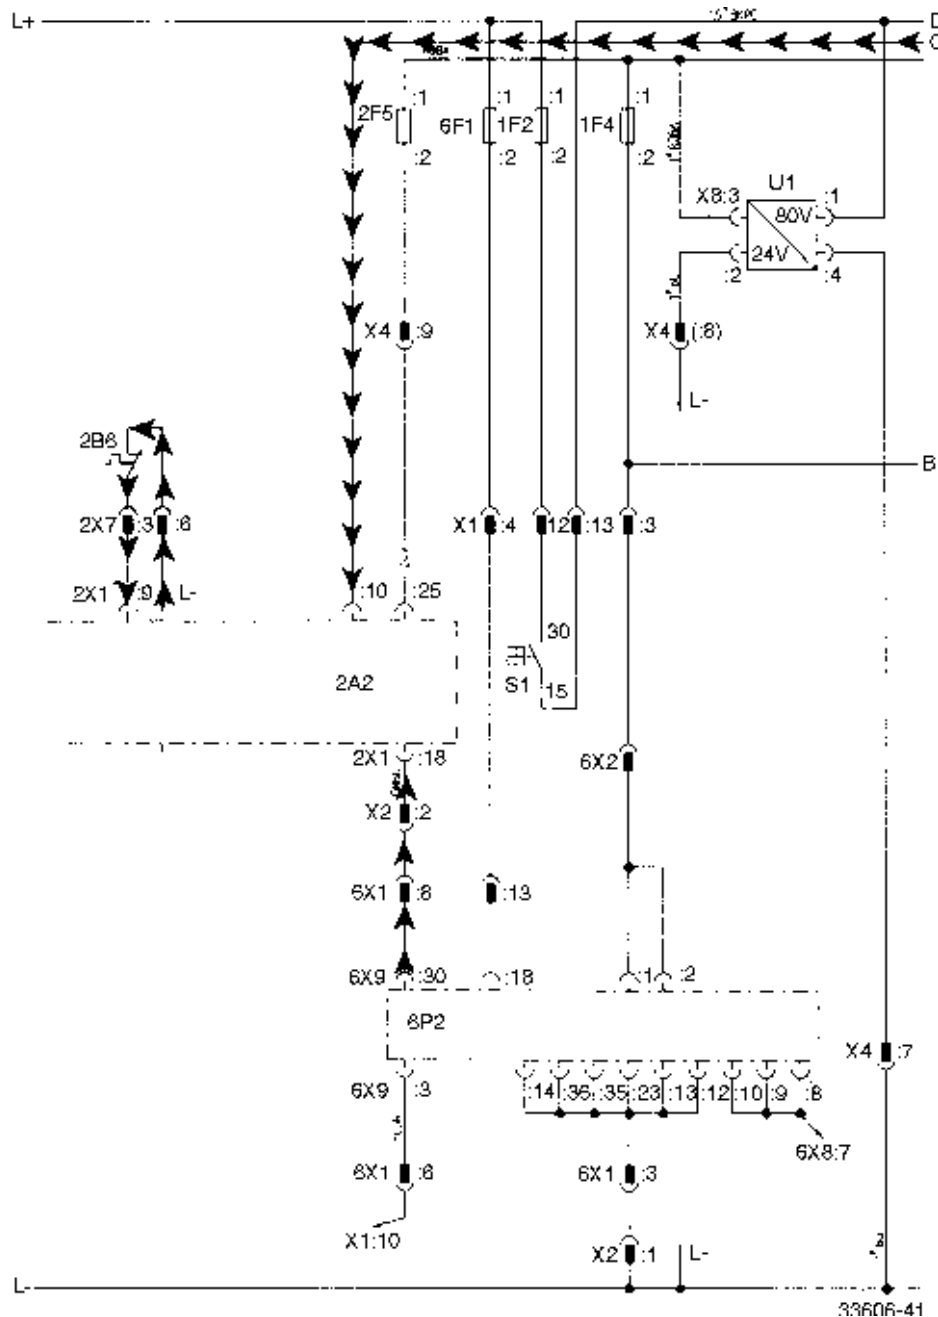 L+
D
C
2F5
:1
:2
6F1
:1
:2
1F2
:1
:2
1F4
:1
:2
U1
X8:3
80V
:1
24V
:2
:4
X4
:9
X4
(:8)
L-
2B6
B
2X7
:3
:6
X1
:4
12
:13
:3
2X1
:9
L-
:10
:25
30
S1
15
2A2
2X1
:18
6X2
X2
:2
6X1
:8
:13
6X9
:30
:18
:1
:2
6P2
X4
:7
6X9
:3
:14
:36
:35
:23
:13
:12
:10
:9
:8
6X8:7
6X1
:6
6X1
:3
X1:10
X2
:1
L-
L-
33606-41